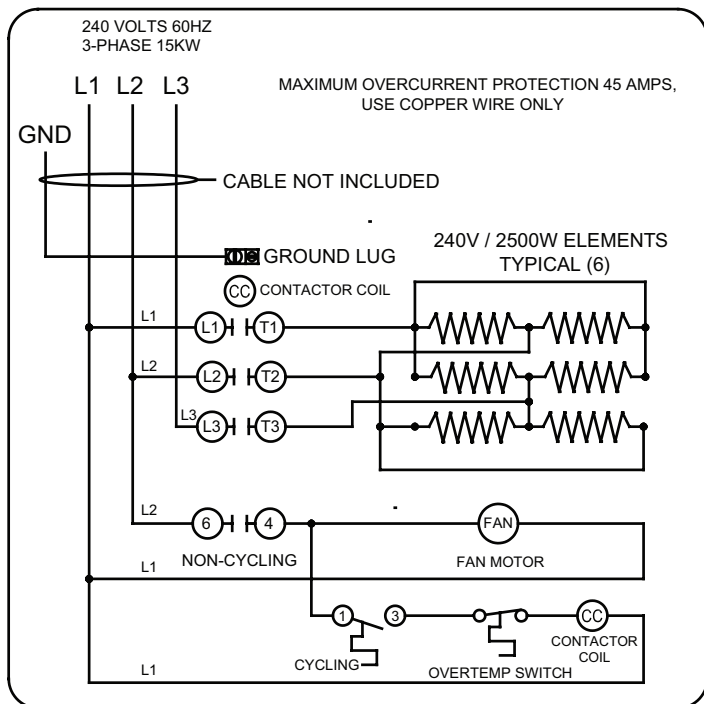 240 VOLTS 60HZ
3-PHASE 15KW
L1 L2 L3
MAXIMUM OVERCURRENT PROTECTION 45 AMPS,
USE COPPER WIRE ONLY
GND
CABLE NOT INCLUDED
GROUND LUG
240V / 2500W ELEMENTS
TYPICAL (6)
CC CONTACTOR COIL
L1
L1 T1
L2
L2 T2
L3
L3 T3
L2
6 4
FAN
NON-CYCLING
FAN MOTOR
L1
1 3
CC
CONTACTOR
COIL
CYCLING
OVERTEMP SWITCH
L1